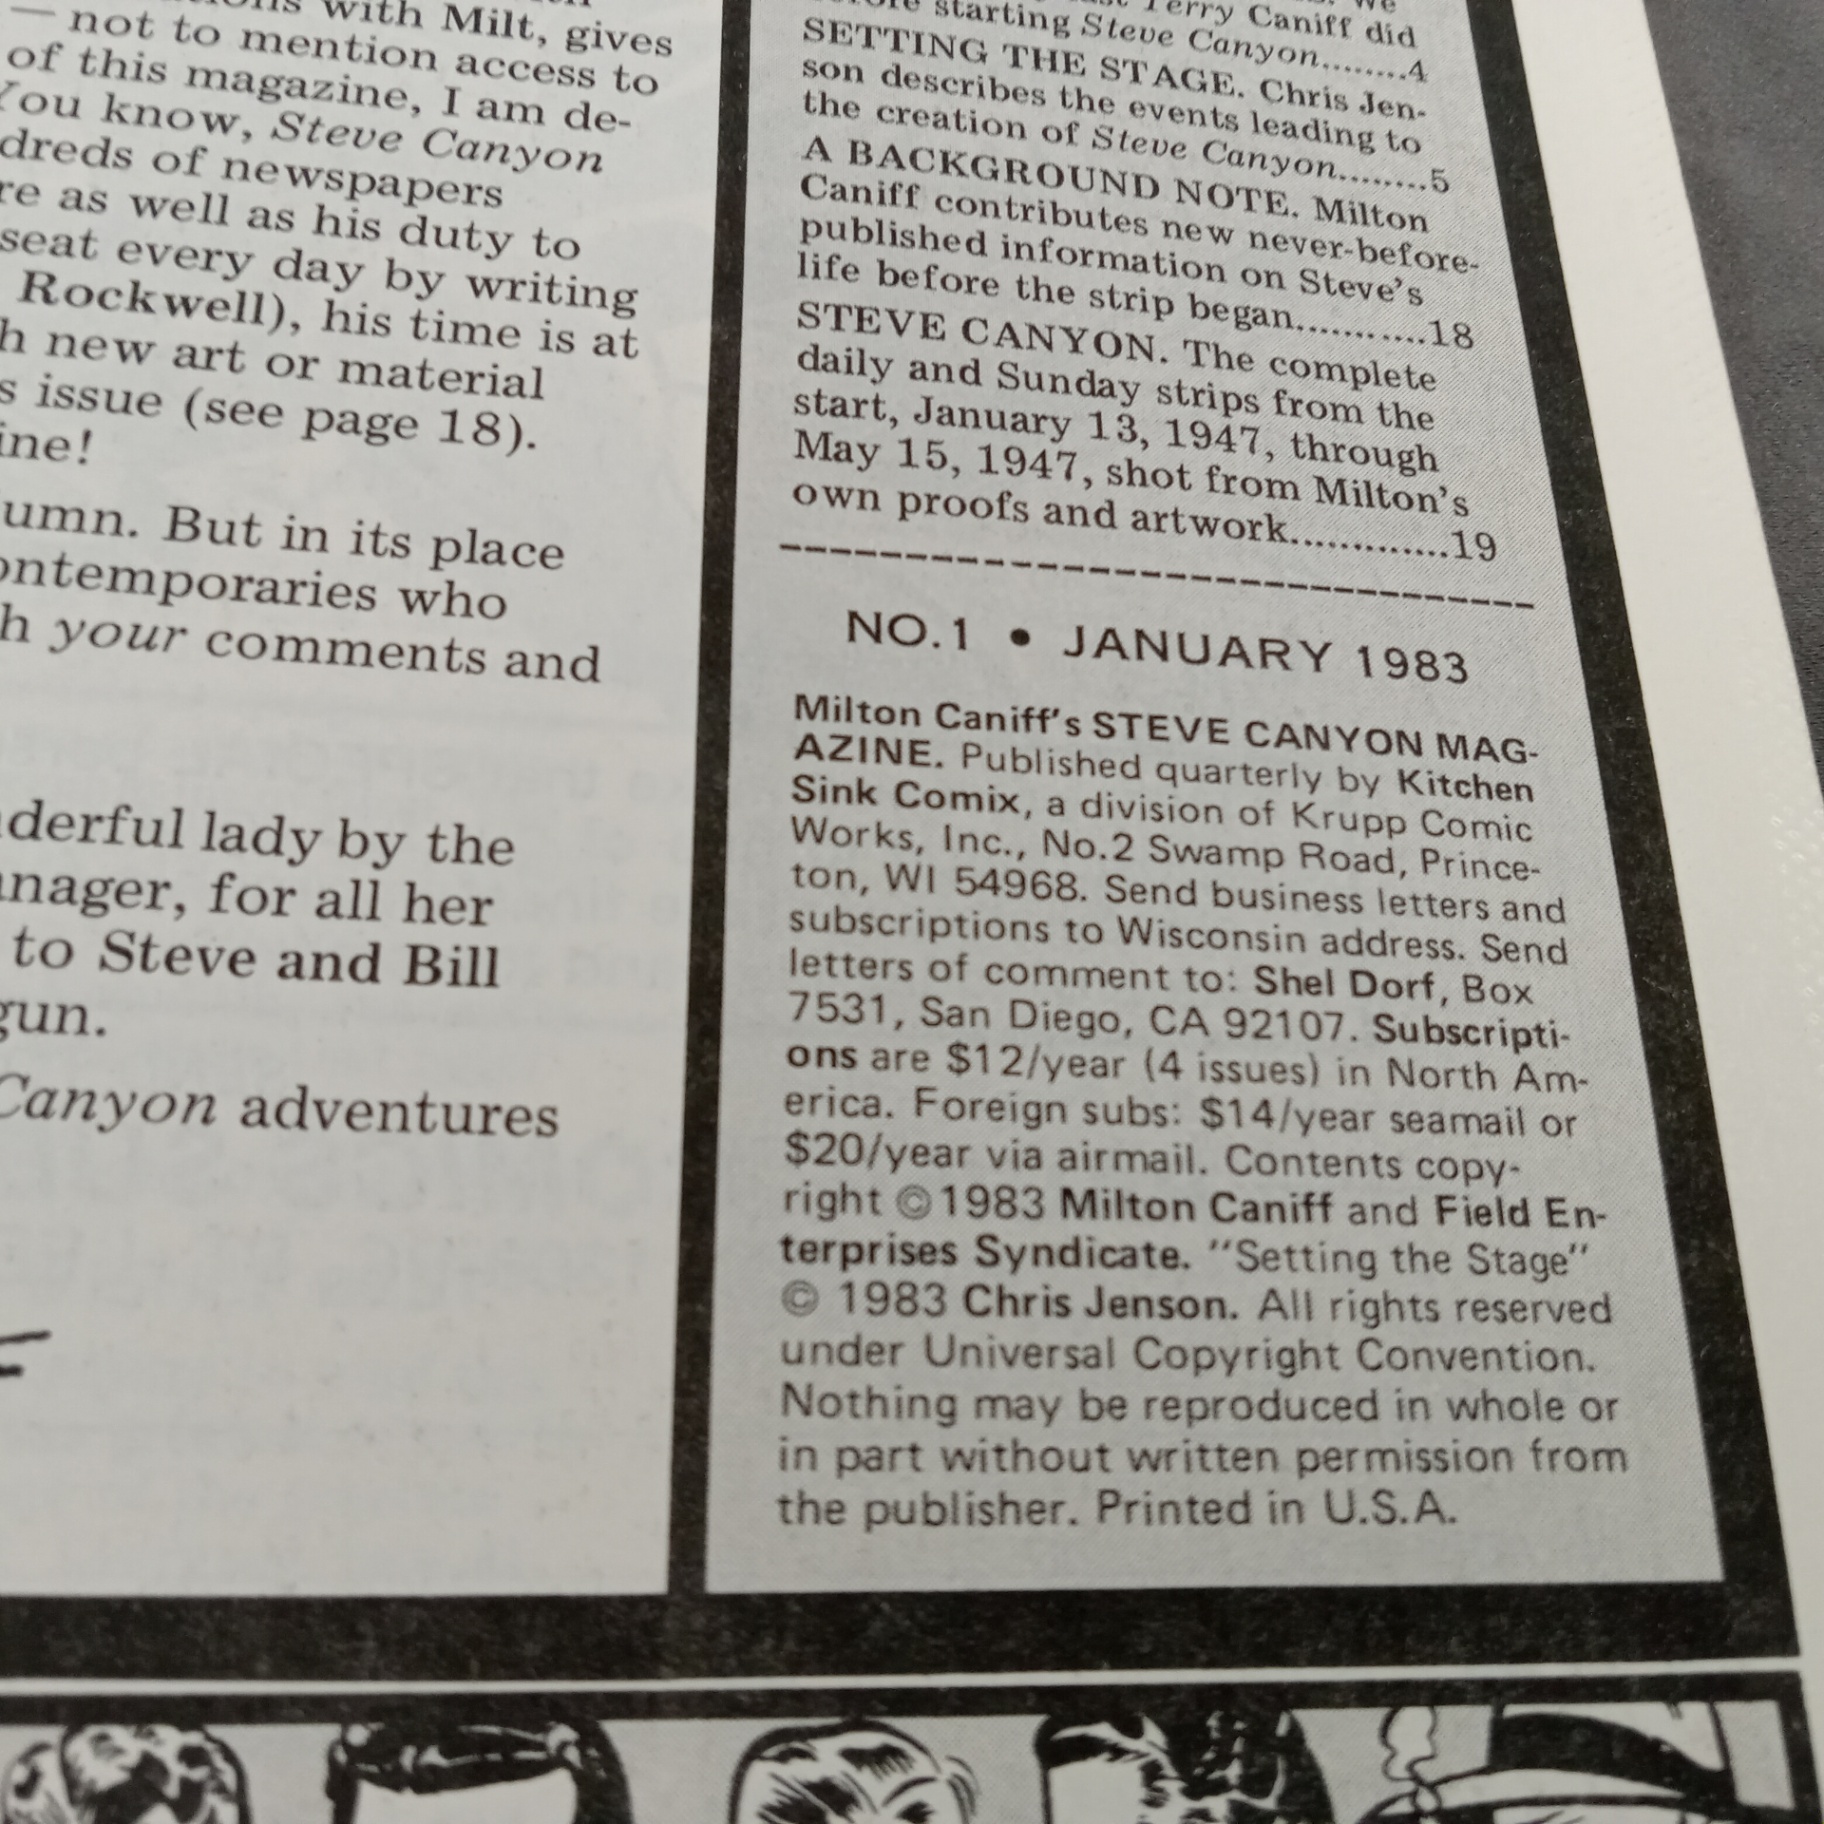 with Milt, gives
— not to mention access to
of this magazine, I am de-
You know, Steve Canyon
dreds of newspapers
re as well as his duty to
seat every day by writing
Rockwell), his time is at
h new art or material
s issue (see page 18).
ine!
umn. But in its place
ontemporaries who
h your comments and
derful lady by the
nager, for all her
to Steve and Bill
gun.
Canyon adventures
Terry Caniff did
starting Steve Canyon........4
SETTING THE STAGE. Chris Jen-
son describes the events leading to
the creation of Steve Canyon........5
A BACKGROUND NOTE. Milton
Caniff contributes new never-before-
published information on Steve's
life before the strip began............18
STEVE CANYON. The complete
daily and Sunday strips from the
start, January 13, 1947, through
May 15, 1947, shot from Milton's
own proofs and artwork.............19
NO.1 • JANUARY 1983
Milton Caniff's STEVE CANYON MAG-
AZINE. Published quarterly by Kitchen
Sink Comix, a division of Krupp Comic
Works, Inc., No.2 Swamp Road, Prince-
ton, WI 54968. Send business letters and
subscriptions to Wisconsin address. Send
letters of comment to: Shel Dorf, Box
7531, San Diego, CA 92107. Subscripti-
ons are $12/year (4 issues) in North Am-
erica. Foreign subs: $14/year seamail or
$20/year via airmail. Contents copy-
right ©1983 Milton Caniff and Field En-
terprises Syndicate. "Setting the Stage"
© 1983 Chris Jenson. All rights reserved
under Universal Copyright Convention.
Nothing may be reproduced in whole or
in part without written permission from
the publisher. Printed in U.S.A.